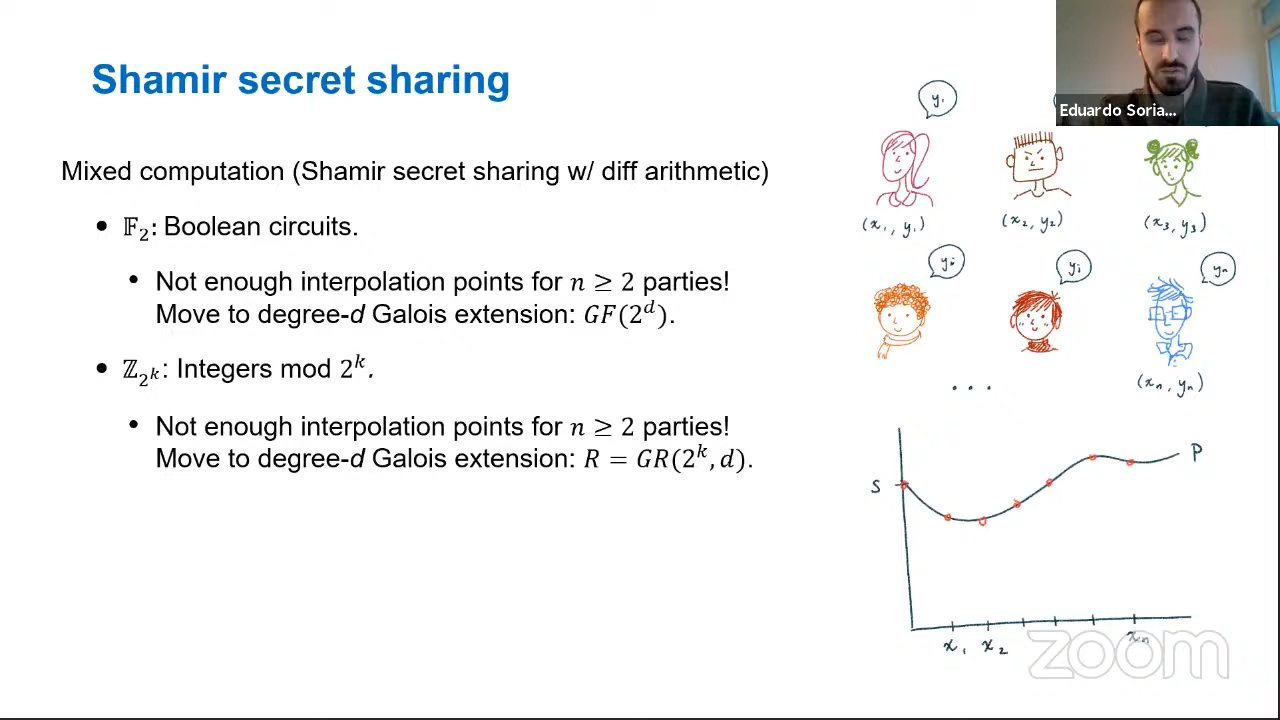 Shamir secret sharing
Eduardo Soria...
Mixed computation (Shamir secret sharing w/ diff arithmetic)
• 𝔽₂: Boolean circuits.
• Not enough interpolation points for n ≥ 2 parties!
Move to degree-d Galois extension: GF(2^d).
• ℤ_{2^k}: Integers mod 2^k.
• Not enough interpolation points for n ≥ 2 parties!
Move to degree-d Galois extension: R = GR(2^k, d).
y₁
(x₁, y₁)
(x₂, y₂)
(x₃, y₃)
yᵢ
yⱼ
yₙ
...
(xₙ, yₙ)
P
S
x₁
x₂
xₙ
zoom